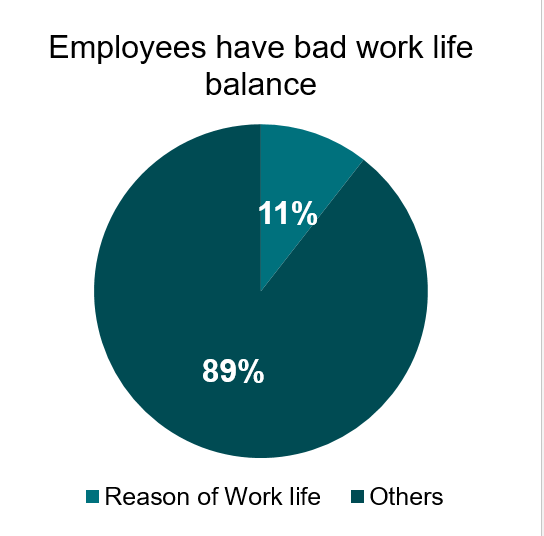 Employees have bad work life
balance
11%
89%
Reason of Work life
Others